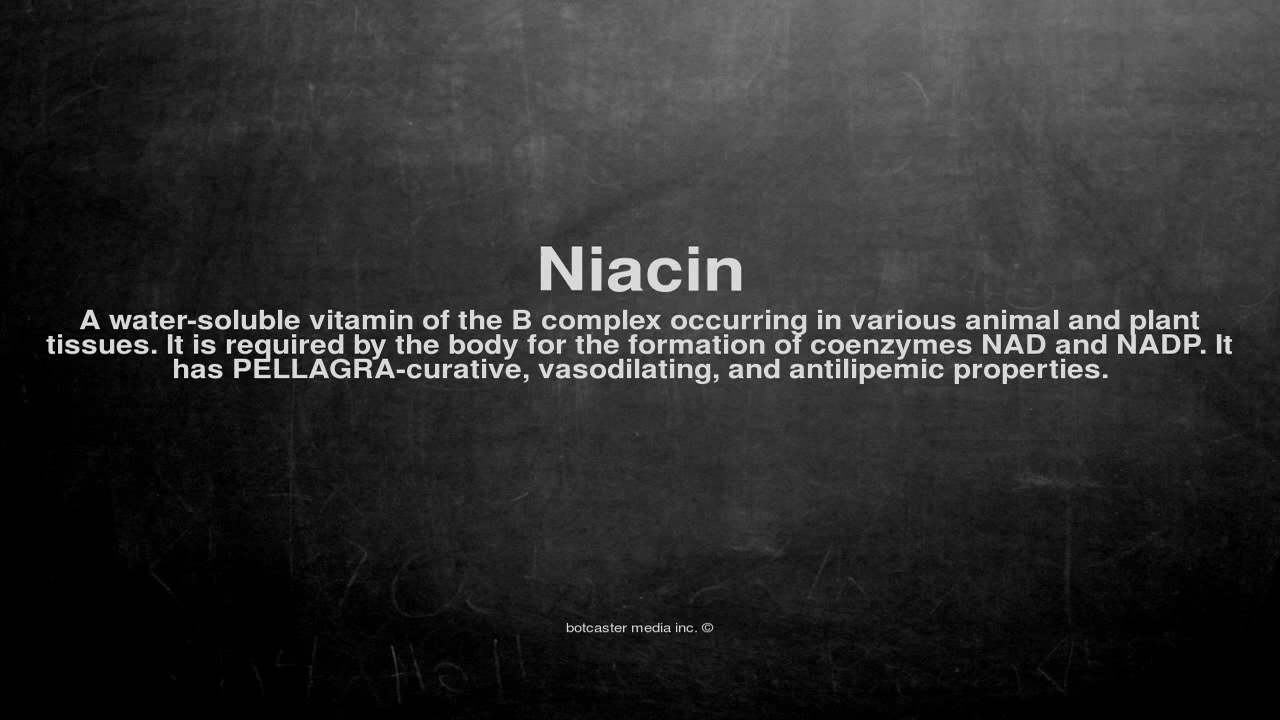 Niacin
A water-soluble vitamin of the B complex occurring in various animal and plant
tissues. It is required by the body for the formation of coenzymes NAD and NADP. It
has PELLAGRA-curative, vasodilating, and antilipemic properties.
botcaster media inc. ©